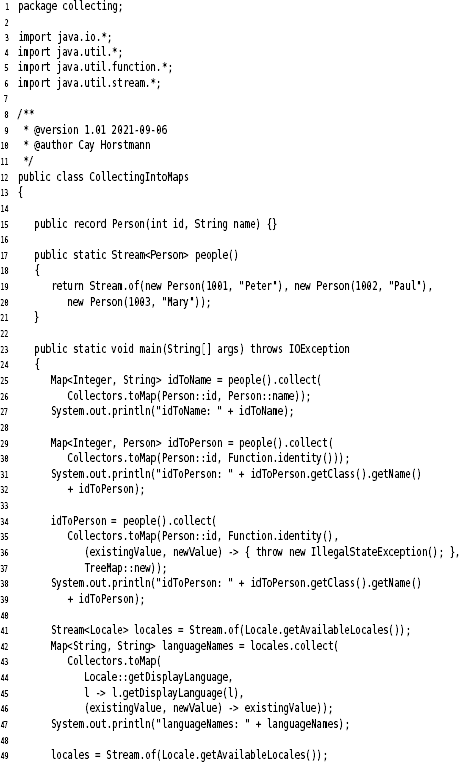 1 package collecting;
2
3 import java.io.*;
4 import java.util.*;
5 import java.util.function.*;
6 import java.util.stream.*;
7
8 /**
9  * @version 1.01 2021-09-06
10  * @author Cay Horstmann
11  */
12 public class CollectingIntoMaps
13 {
14
15    public record Person(int id, String name) {}
16
17    public static Stream<Person> people()
18    {
19       return Stream.of(new Person(1001, "Peter"), new Person(1002, "Paul"),
20          new Person(1003, "Mary"));
21    }
22
23    public static void main(String[] args) throws IOException
24    {
25       Map<Integer, String> idToName = people().collect(
26          Collectors.toMap(Person::id, Person::name));
27       System.out.println("idToName: " + idToName);
28
29       Map<Integer, Person> idToPerson = people().collect(
30          Collectors.toMap(Person::id, Function.identity()));
31       System.out.println("idToPerson: " + idToPerson.getClass().getName()
32          + idToPerson);
33
34       idToPerson = people().collect(
35          Collectors.toMap(Person::id, Function.identity(),
36             (existingValue, newValue) -> { throw new IllegalStateException(); },
37             TreeMap::new));
38       System.out.println("idToPerson: " + idToPerson.getClass().getName()
39          + idToPerson);
40
41       Stream<Locale> locales = Stream.of(Locale.getAvailableLocales());
42       Map<String, String> languageNames = locales.collect(
43          Collectors.toMap(
44             Locale::getDisplayLanguage,
45             l -> l.getDisplayLanguage(l),
46             (existingValue, newValue) -> existingValue));
47       System.out.println("languageNames: " + languageNames);
48
49       locales = Stream.of(Locale.getAvailableLocales());